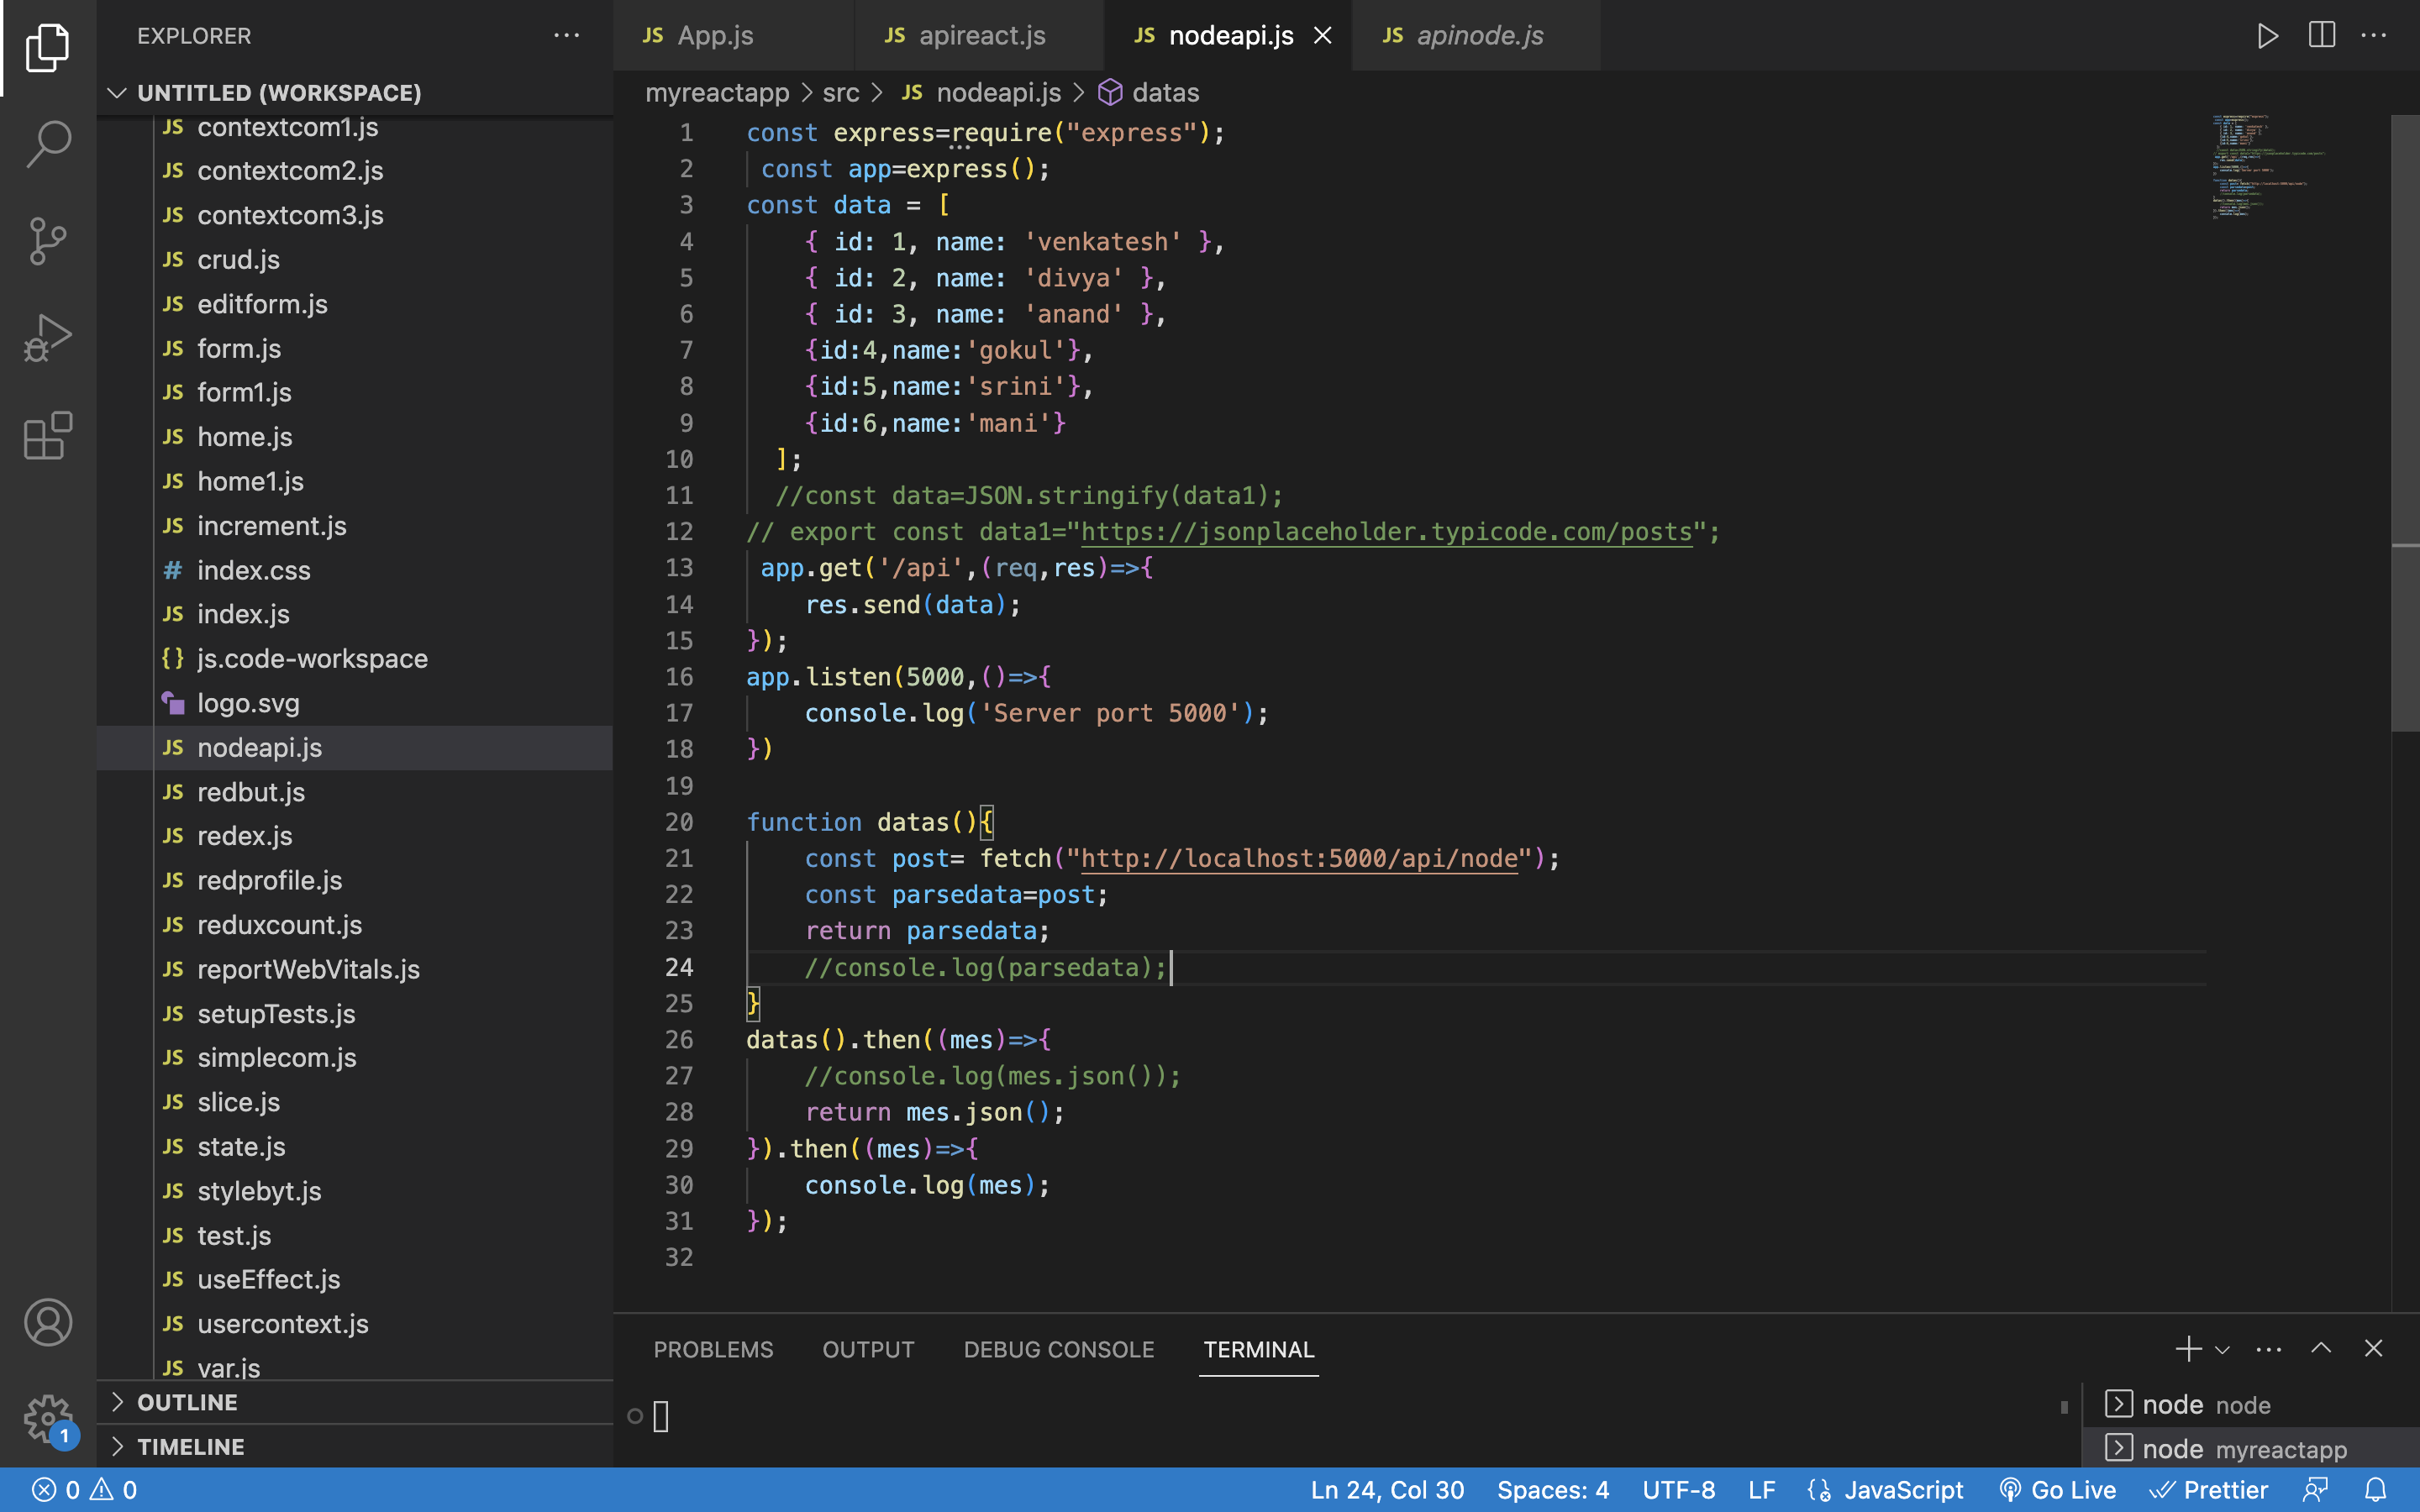 EXPLORER
UNTITLED (WORKSPACE)
JS contextcom1.js
JS contextcom2.js
JS contextcom3.js
JS crud.js
JS editform.js
JS form.js
JS form1.js
JS home.js
JS home1.js
JS increment.js
# index.css
JS index.js
{} js.code-workspace
logo.svg
JS nodeapi.js
JS redbut.js
JS redex.js
JS redprofile.js
JS reduxcount.js
JS reportWebVitals.js
JS setupTests.js
JS simplecom.js
JS slice.js
JS state.js
JS stylebyt.js
JS test.js
JS useEffect.js
JS usercontext.js
JS var.js
OUTLINE
TIMELINE
1
JS App.js JS apireact.js JS nodeapi.js JS apinode.js
myreactapp > src > JS nodeapi.js > datas
1 const express=require("express");
2 const app=express();
3 const data = [
4 { id: 1, name: 'venkatesh' },
5 { id: 2, name: 'divya' },
6 { id: 3, name: 'anand' },
7 {id:4,name:'gokul'},
8 {id:5,name:'srini'},
9 {id:6,name:'mani'}
10 ];
11 //const data=JSON.stringify(data1);
12 // export const data1="https://jsonplaceholder.typicode.com/posts";
13 app.get('/api',(req,res)=>{
14 res.send(data);
15 });
16 app.listen(5000,()=>{
17 console.log('Server port 5000');
18 })
19
20 function datas(){
21 const post= fetch("http://localhost:5000/api/node");
22 const parsedata=post;
23 return parsedata;
24 //console.log(parsedata);
25 }
26 datas().then((mes)=>{
27 //console.log(mes.json());
28 return mes.json();
29 }).then((mes)=>{
30 console.log(mes);
31 });
32
PROBLEMS OUTPUT DEBUG CONSOLE TERMINAL
node node
node myreactapp
0 0 Ln 24, Col 30 Spaces: 4 UTF-8 LF JavaScript Go Live Prettier